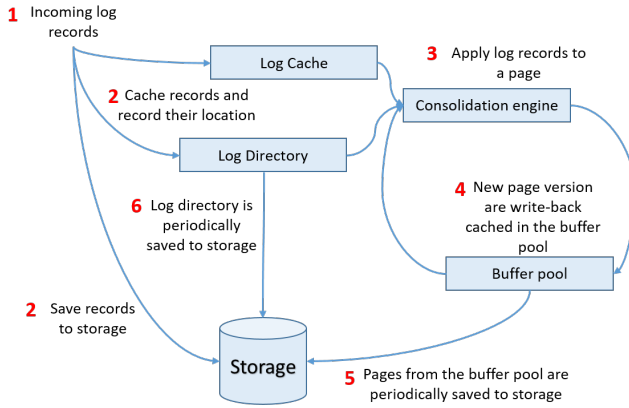 1 Incoming log
records
Log Cache
3 Apply log records to
a page
2 Cache records and
record their location
Consolidation engine
Log Directory
6 Log directory is
periodically
saved to storage
4 New page version
are write-back
cached in the buffer
pool
Buffer pool
2 Save records
to storage
Storage
5 Pages from the buffer pool are
periodically saved to storage